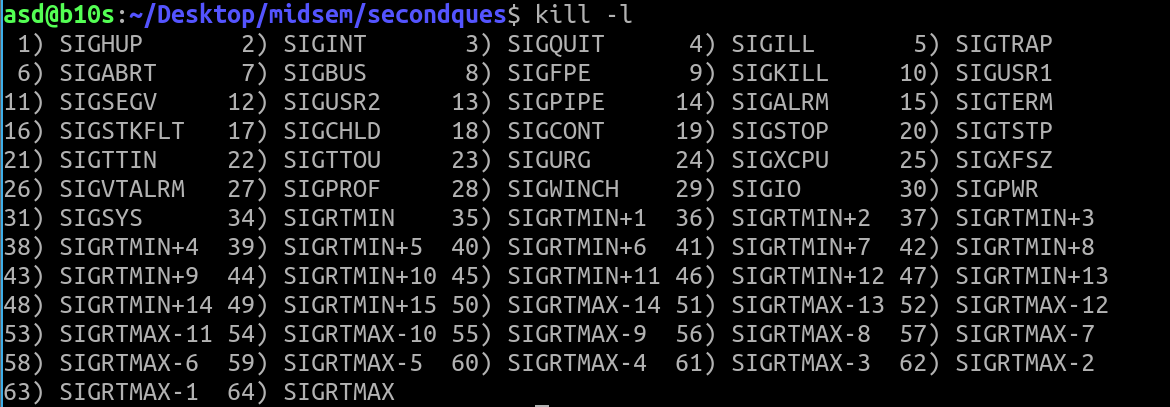 asd@b10s:~/Desktop/midsem/secondques$ kill -l
 1) SIGHUP       2) SIGINT       3) SIGQUIT      4) SIGILL       5) SIGTRAP
 6) SIGABRT      7) SIGBUS       8) SIGFPE       9) SIGKILL     10) SIGUSR1
11) SIGSEGV     12) SIGUSR2     13) SIGPIPE     14) SIGALRM     15) SIGTERM
16) SIGSTKFLT   17) SIGCHLD     18) SIGCONT     19) SIGSTOP     20) SIGTSTP
21) SIGTTIN     22) SIGTTOU     23) SIGURG      24) SIGXCPU     25) SIGXFSZ
26) SIGVTALRM   27) SIGPROF     28) SIGWINCH    29) SIGIO       30) SIGPWR
31) SIGSYS      34) SIGRTMIN    35) SIGRTMIN+1  36) SIGRTMIN+2  37) SIGRTMIN+3
38) SIGRTMIN+4  39) SIGRTMIN+5  40) SIGRTMIN+6  41) SIGRTMIN+7  42) SIGRTMIN+8
43) SIGRTMIN+9  44) SIGRTMIN+10 45) SIGRTMIN+11 46) SIGRTMIN+12 47) SIGRTMIN+13
48) SIGRTMIN+14 49) SIGRTMIN+15 50) SIGRTMAX-14 51) SIGRTMAX-13 52) SIGRTMAX-12
53) SIGRTMAX-11 54) SIGRTMAX-10 55) SIGRTMAX-9  56) SIGRTMAX-8  57) SIGRTMAX-7
58) SIGRTMAX-6  59) SIGRTMAX-5  60) SIGRTMAX-4  61) SIGRTMAX-3  62) SIGRTMAX-2
63) SIGRTMAX-1  64) SIGRTMAX